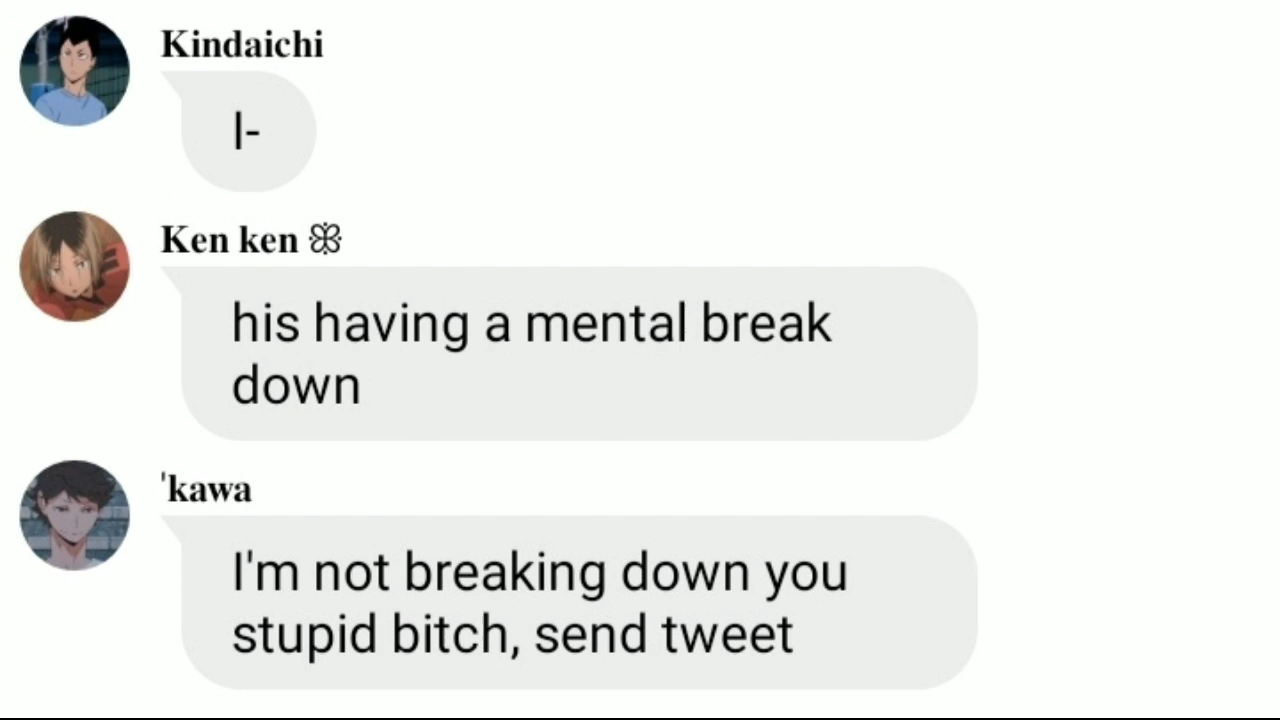 Kindaichi
I-
Ken ken ꕥ
his having a mental break
down
'kawa
I'm not breaking down you
stupid bitch, send tweet